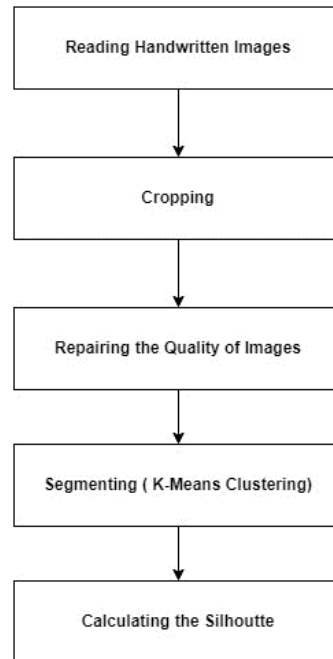 Reading Handwritten Images
Cropping
Repairing the Quality of Images
Segmenting ( K-Means Clustering)
Calculating the Silhoutte